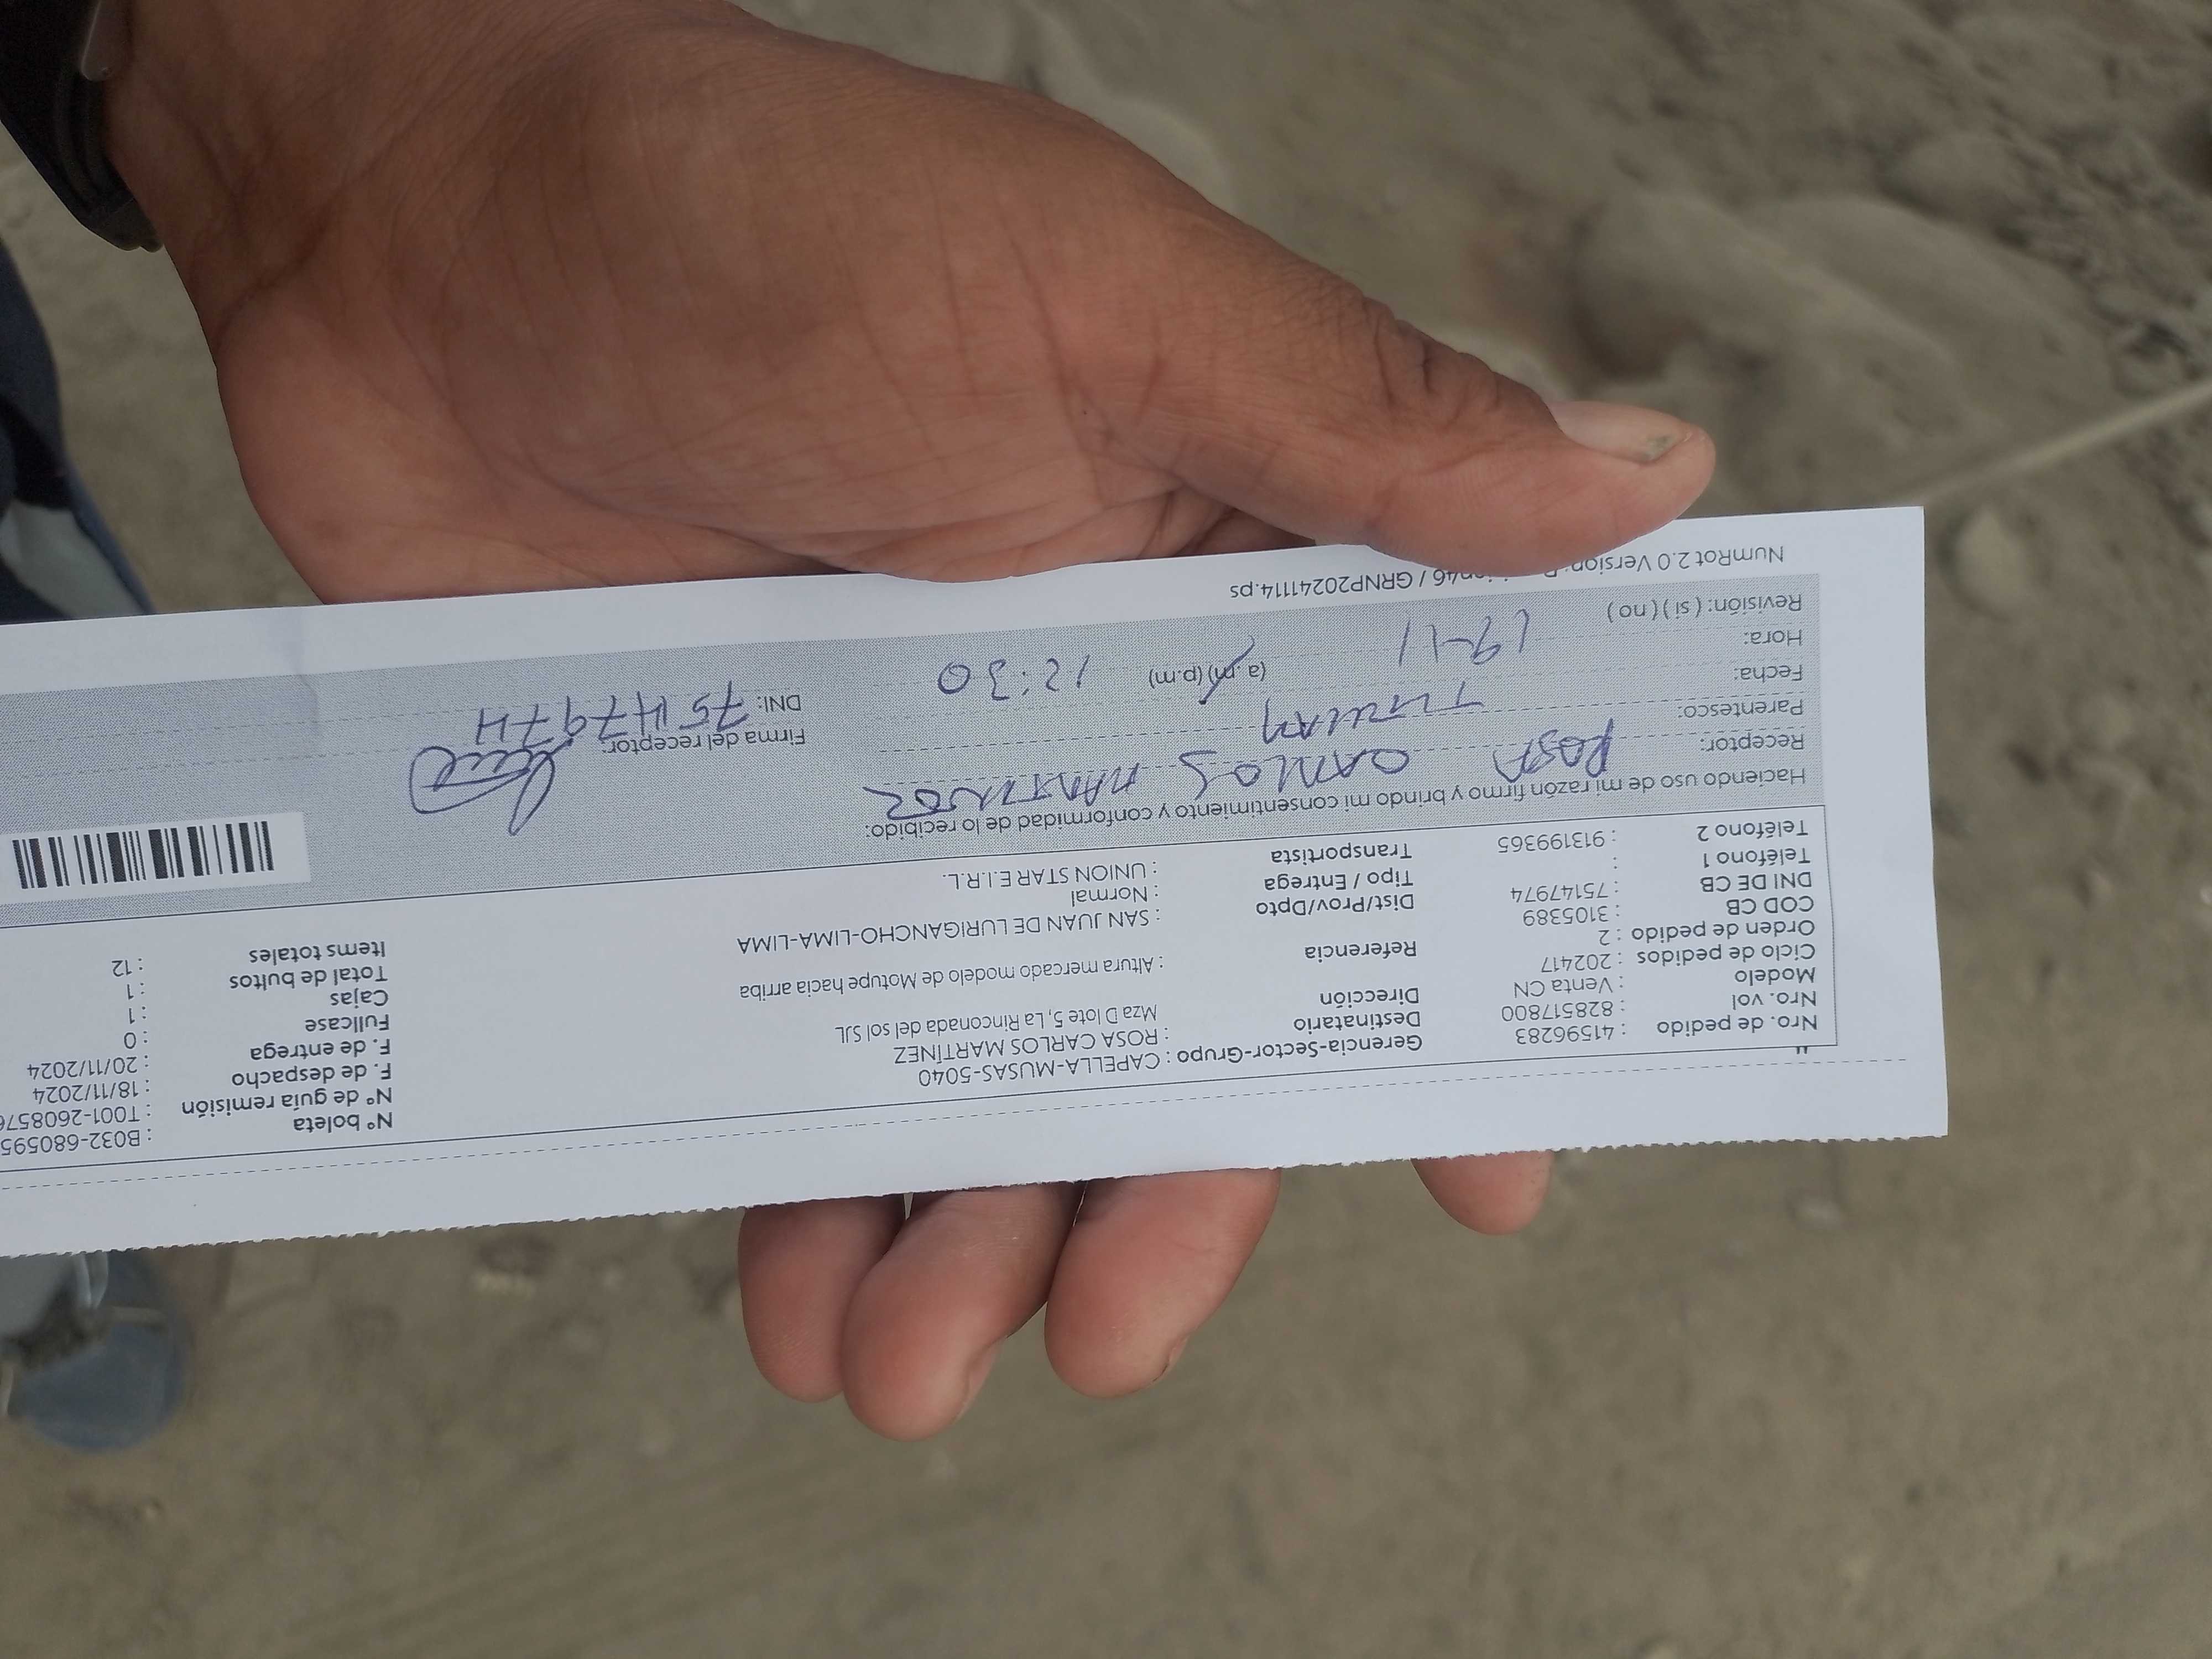 Nro. de pedido : 41596283
Nro. vol : 828517800
Modelo : Venta CN
Ciclo de pedidos : 202417
Orden de pedido : 2
COD CB : 3105389
DNI DE CB : 75147974
Teléfono 1 :
Teléfono 2 : 913199365
Gerencia-Sector-Grupo : CAPELLA-MUSAS-5040
Destinatario : ROSA CARLOS MARTÍNEZ
Dirección : Mza D lote 5, La Rinconada del sol SJL
Referencia : Altura mercado modelo Motupe hacia arriba
Dist/Prov/Dpto : SAN JUAN DE LURIGANCHO-LIMA-LIMA
Tipo / Entrega : Normal
Transportista : UNION STAR E.I.R.L.
Nº boleta : B032-680595
Nº de guía remisión : T001-2608576
F. de despacho : 18/11/2024
F. de entrega : 20/11/2024
Fullcase : 0
Cajas : 1
Total de bultos : 1
Items totales : 12
Haciendo uso de mi razón firmo y brindo mi consentimiento y conformidad de lo recibido:
Receptor: ROSA CARLOS MARTINEZ
Parentesco: TITULAR
Fecha: 19-11
Hora: (a.m) (p.m) 12:30
Revisión: ( si ) ( no )
Firma del receptor:
DNI: 75147974
NumRot 2.0 Version / GRNP20241114.ps